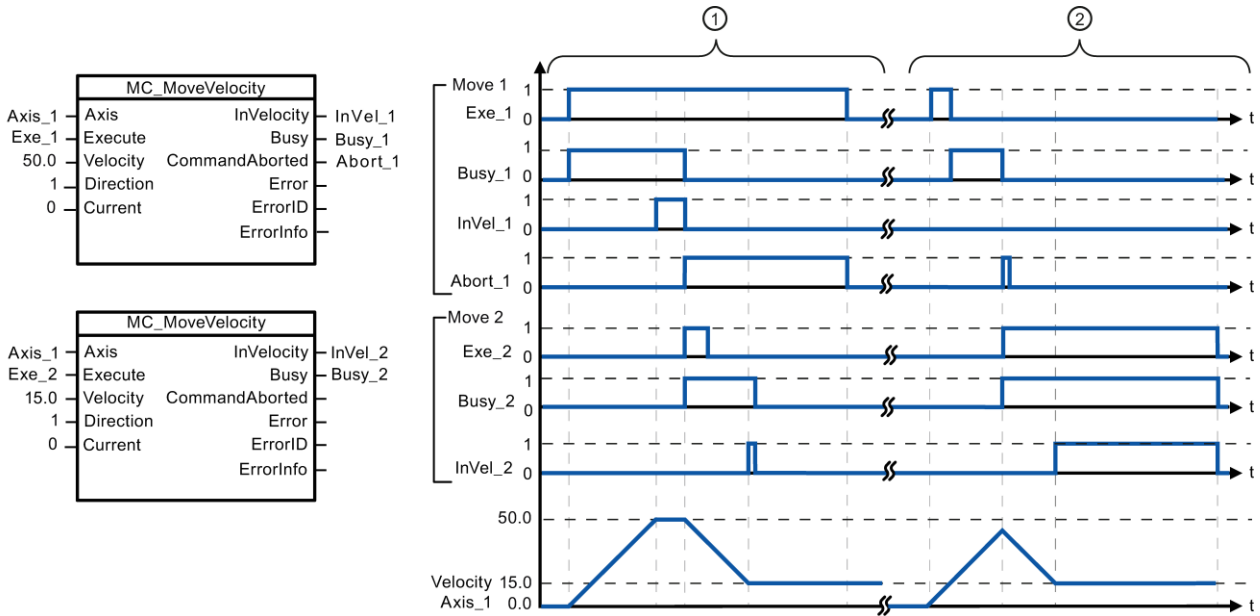 MC_MoveVelocity
Axis_1 Axis InVelocity InVel_1
Exe_1 Execute Busy Busy_1
50.0 Velocity CommandAborted Abort_1
1 Direction Error
0 Current ErrorID
ErrorInfo
MC_MoveVelocity
Axis_1 Axis InVelocity InVel_2
Exe_2 Execute Busy Busy_2
15.0 Velocity CommandAborted
1 Direction Error
0 Current ErrorID
ErrorInfo
1 2
Move 1
1
Exe_1 0 t
1
Busy_1 0 t
1
InVel_1 0 t
1
Abort_1 0 t
Move 2
1
Exe_2 0 t
1
Busy_2 0 t
1
InVel_2 0 t
50.0
Velocity 15.0
Axis_1 0.0 t